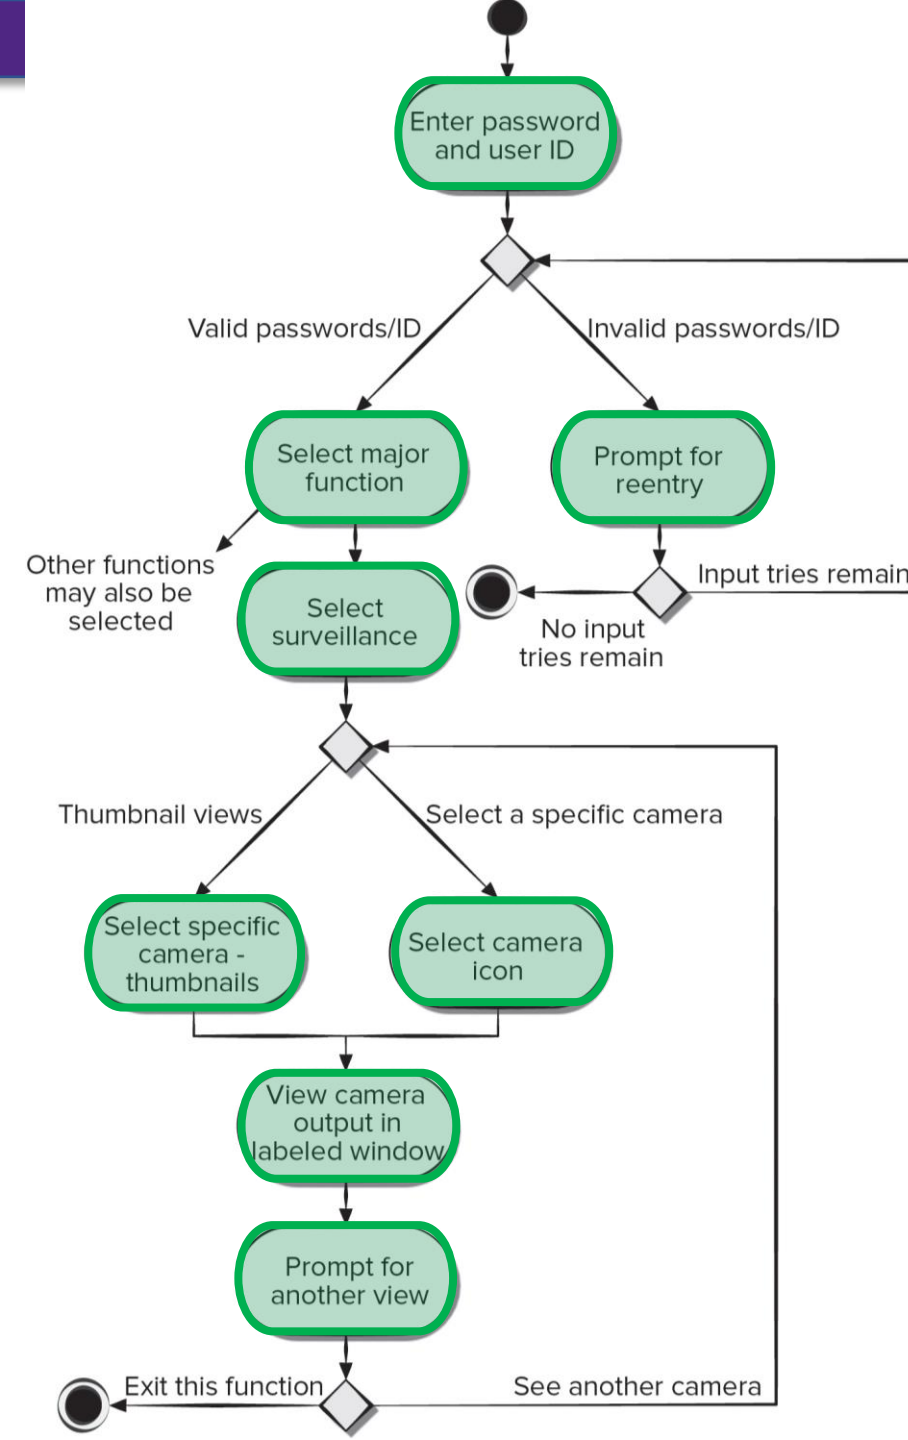 Enter password
and user ID
Valid passwords/ID
Invalid passwords/ID
Select major
function
Prompt for
reentry
Other functions
may also be
selected
Select
surveillance
Input tries remain
No input
tries remain
Thumbnail views
Select a specific camera
Select specific
camera -
thumbnails
Select camera
icon
View camera
output in
labeled window
Prompt for
another view
Exit this function
See another camera